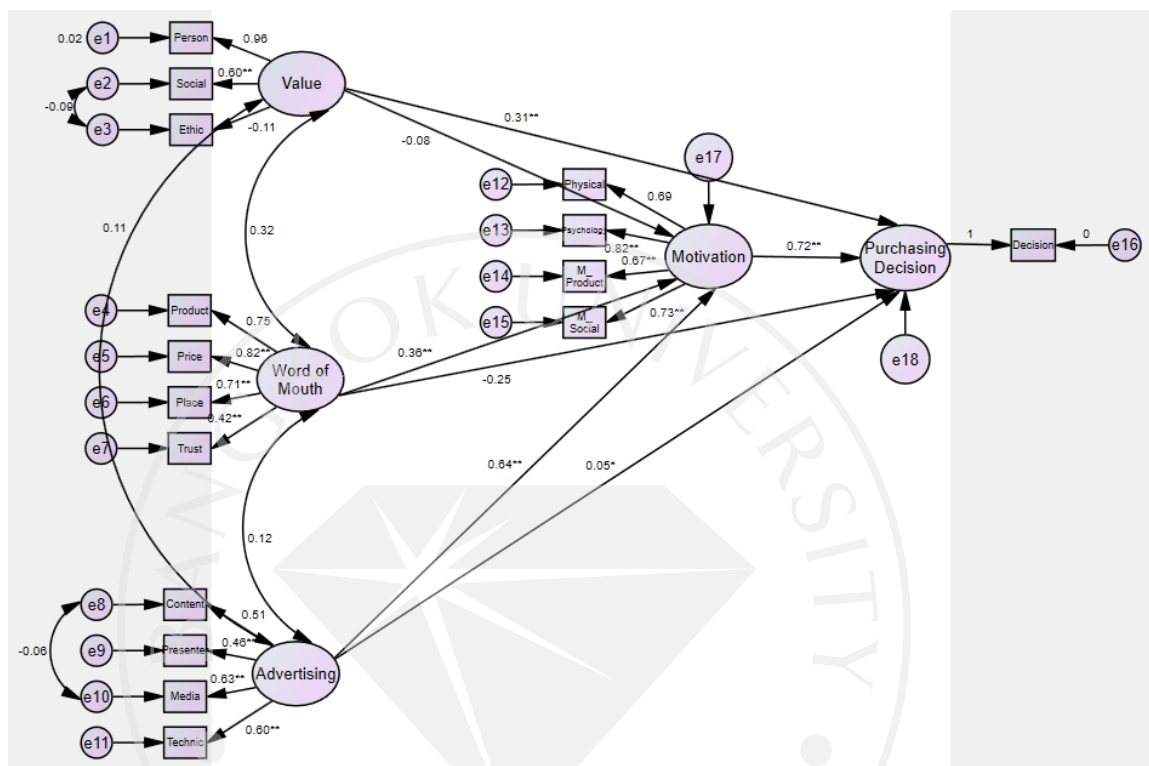 0.02
e1
Person
0.96
e2
Social
0.60**
Value
-0.09
e3
Ethic
-0.11
-0.08
0.31**
0.11
0.32
e12
Physical
0.69
e17
e13
Psychology
0.82**
e14
M_
Product
0.67**
e15
M_
Social
0.73**
Motivation
0.72**
Purchasing
Decision
1
Decision
0
e16
e18
e4
Product
0.75
e5
Price
0.82**
e6
Place
0.71**
e7
Trust
0.42**
Word of
Mouth
0.36**
-0.25
0.64**
0.05*
0.12
e8
Content
0.51
-0.06
e9
Presenter
0.46**
e10
Media
0.63**
e11
Technic
0.60**
Advertising
BANGKOK UNIVERSITY